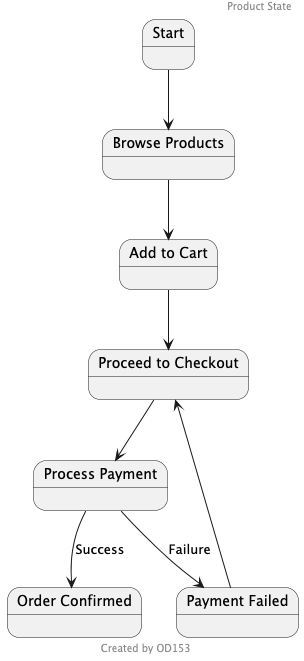 Product State
Start
Browse Products
Add to Cart
Proceed to Checkout
Process Payment
Success
Failure
Order Confirmed
Payment Failed
Created by OD153